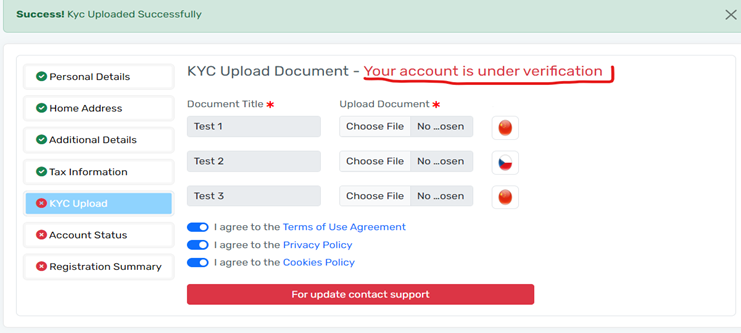 Success! Kyc Uploaded Successfully
KYC Upload Document - Your account is under verification
Personal Details
Home Address
Additional Details
Tax Information
KYC Upload
Account Status
Registration Summary
Document Title * Upload Document *
Test 1 Choose File No ...osen
Test 2 Choose File No ...osen
Test 3 Choose File No ...osen
I agree to the Terms of Use Agreement
I agree to the Privacy Policy
I agree to the Cookies Policy
For update contact support